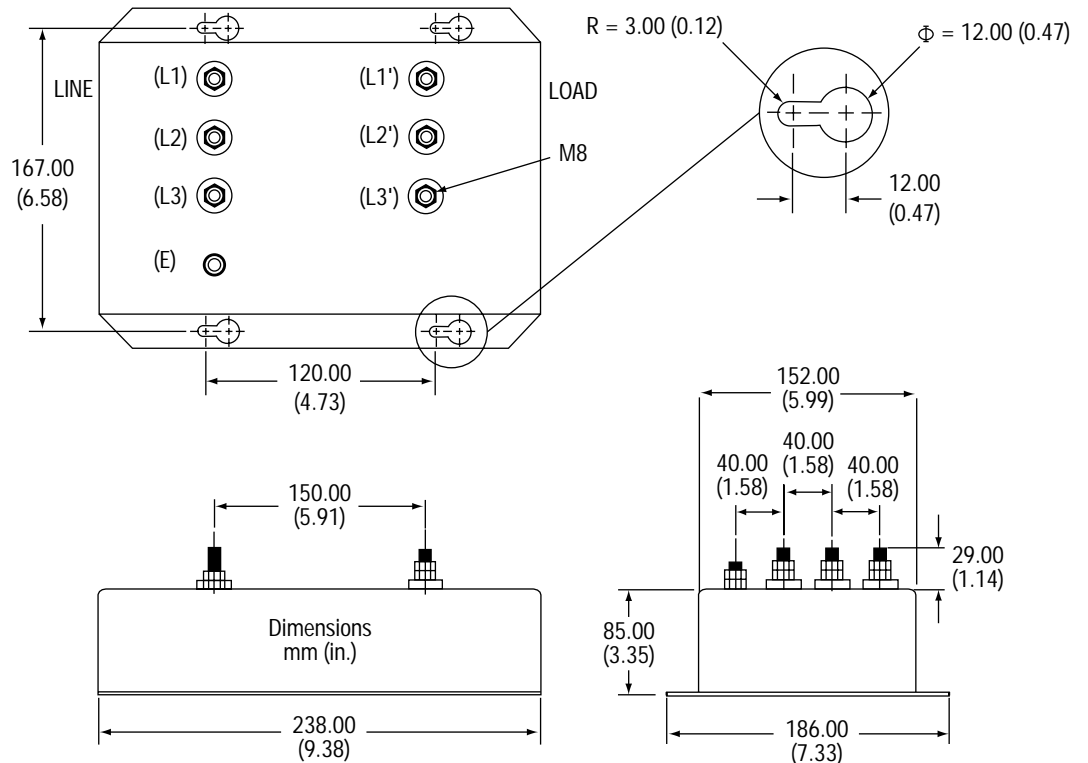 R = 3.00 (0.12)
Φ = 12.00 (0.47)
LINE
(L1)
(L1')
LOAD
(L2)
(L2')
M8
167.00
(6.58)
(L3)
(L3')
12.00
(0.47)
(E)
120.00
(4.73)
152.00
(5.99)
40.00
(1.58)
40.00
(1.58)
40.00
(1.58)
150.00
(5.91)
29.00
(1.14)
Dimensions
mm (in.)
85.00
(3.35)
238.00
(9.38)
186.00
(7.33)